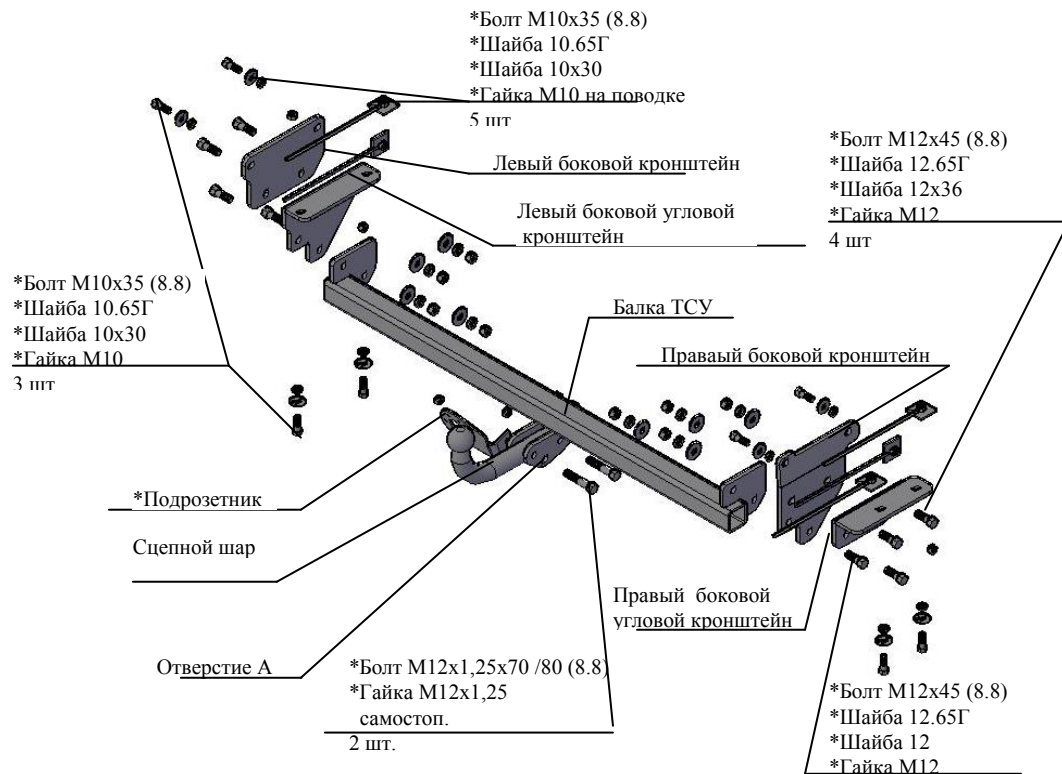 *Болт М10х35 (8.8)
*Шайба 10.65Г
*Шайба 10х30
*Гайка М10 на поводке
5 шт
*Болт М12х45 (8.8)
*Шайба 12.65Г
*Шайба 12х36
*Гайка М12
4 шт
Левый боковой кронштейн
Левый боковой угловой
кронштейн
*Болт М10х35 (8.8)
*Шайба 10.65Г
*Шайба 10х30
*Гайка М10
3 шт
Балка ТСУ
Праваый боковой кронштейн
*Подрозетник
Сцепной шар
Отверстие А
*Болт М12х1,25х70 /80 (8.8)
*Гайка М12х1,25
самостоп.
2 шт.
Правый боковой
угловой кронштейн
*Болт М12х45 (8.8)
*Шайба 12.65Г
*Шайба 12
*Гайка М12